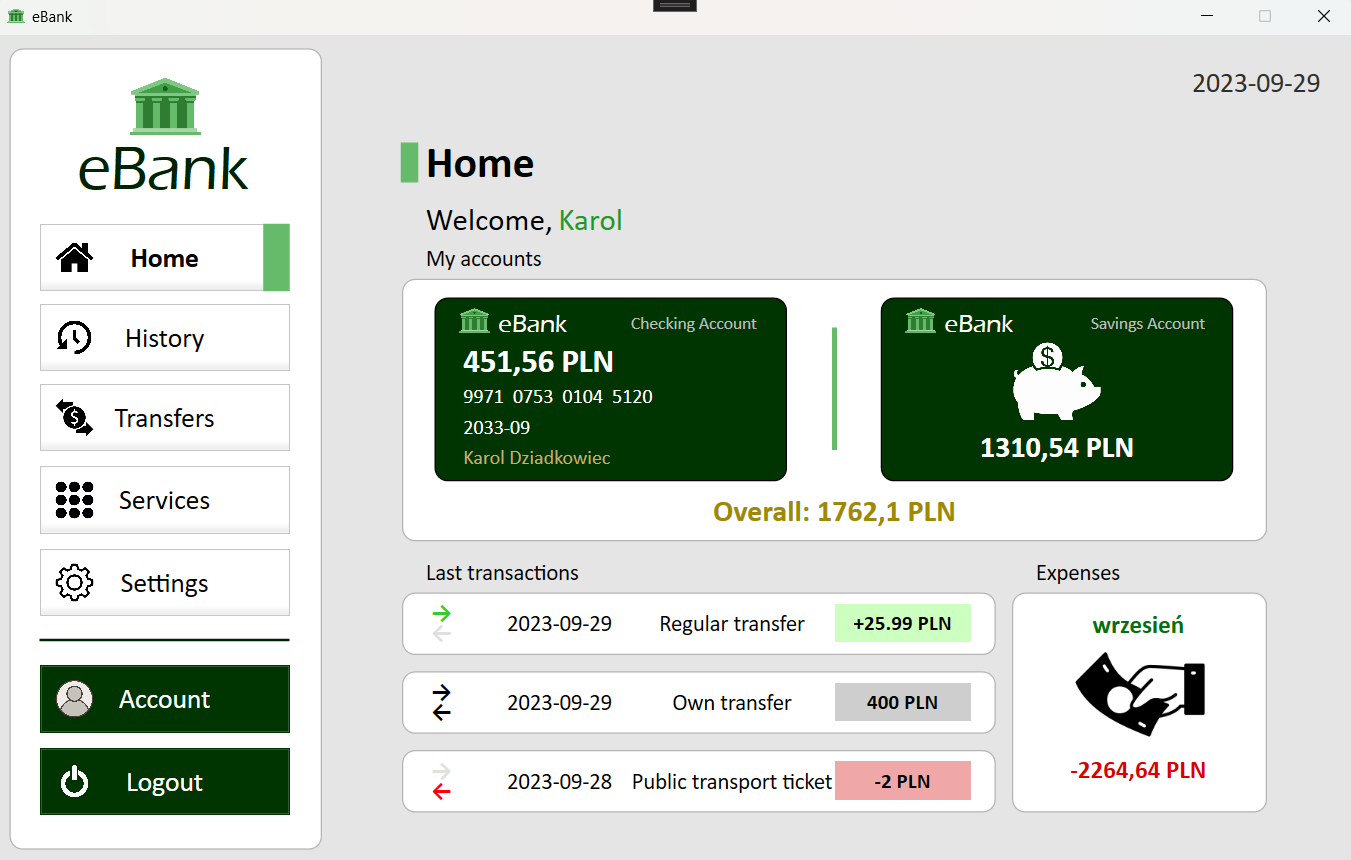 eBank
2023-09-29
eBank
Home
History
Transfers
Services
Settings
Account
Logout
Home
Welcome, Karol
My accounts
eBank Checking Account
451,56 PLN
9971 0753 0104 5120
2033-09
Karol Dziadkowiec
eBank Savings Account
$
1310,54 PLN
Overall: 1762,1 PLN
Last transactions
2023-09-29 Regular transfer +25.99 PLN
2023-09-29 Own transfer 400 PLN
2023-09-28 Public transport ticket -2 PLN
Expenses
wrzesień
-2264,64 PLN